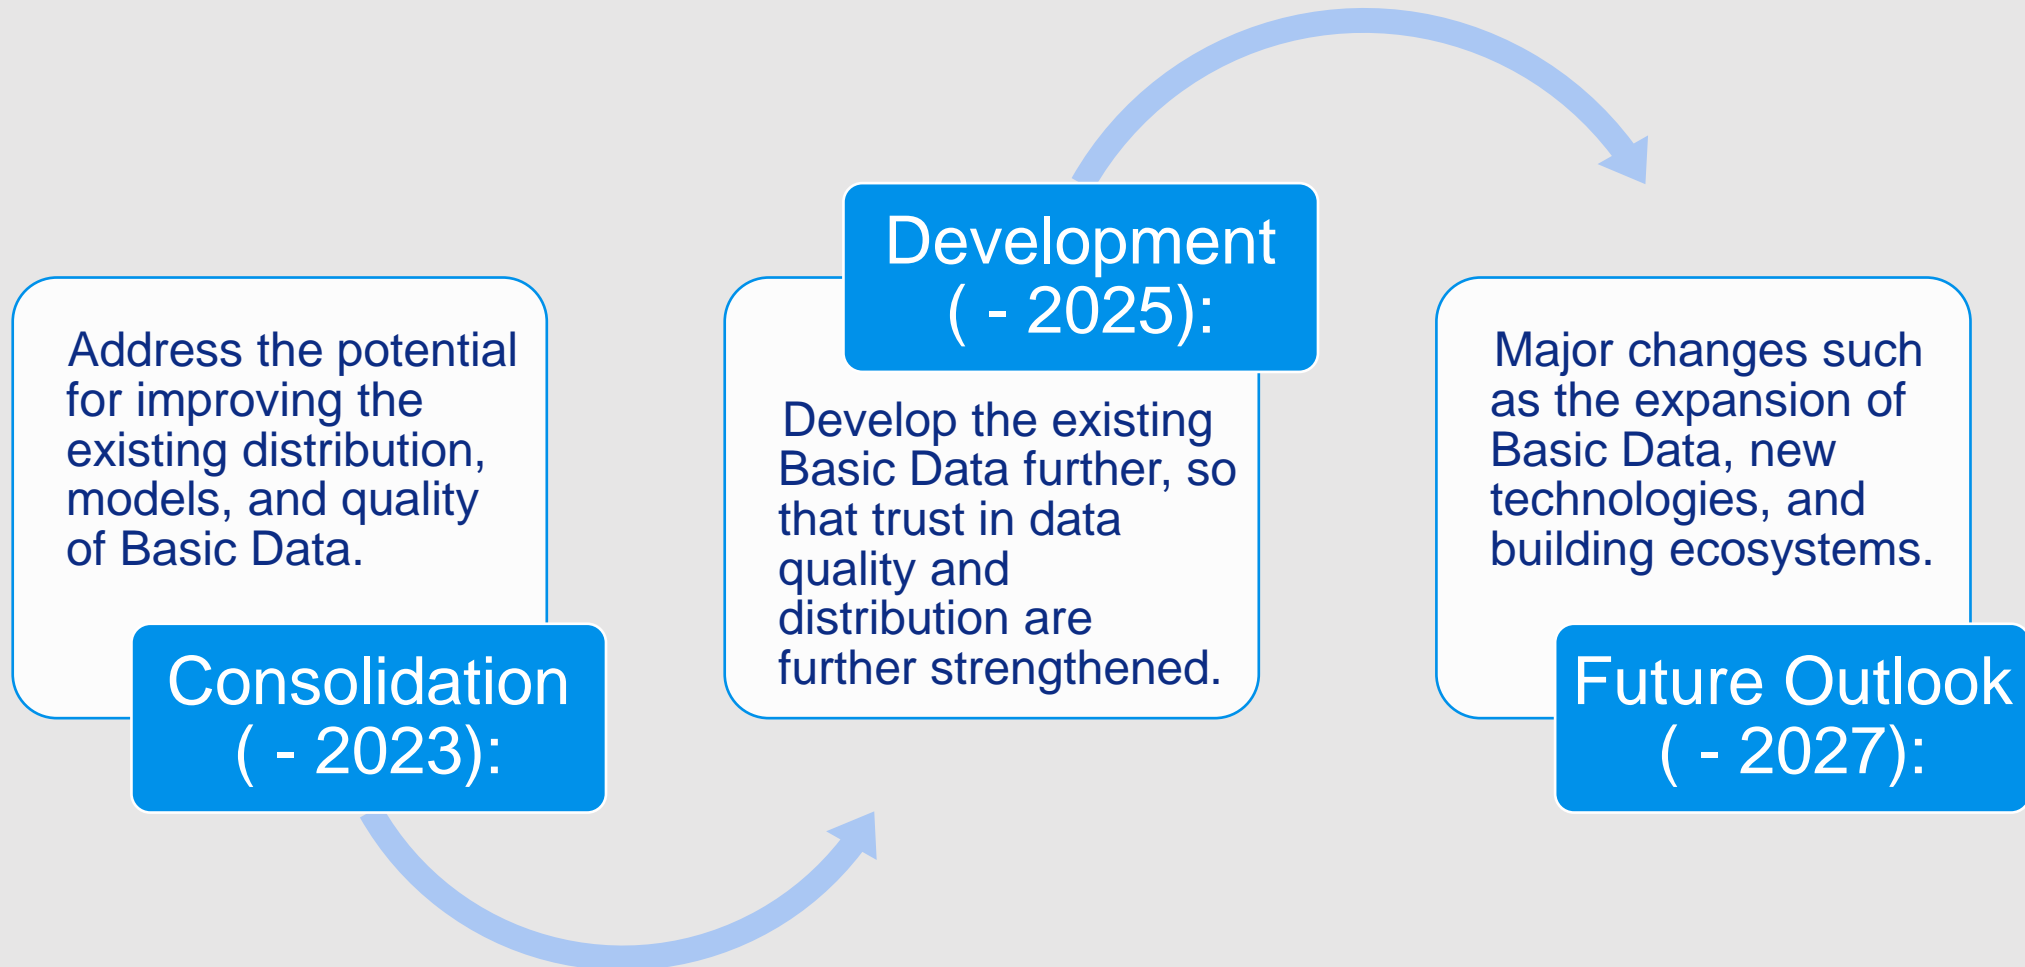 Address the potential
for improving the
existing distribution,
models, and quality
of Basic Data.
Consolidation
( - 2023):
Development
( - 2025):
Develop the existing
Basic Data further, so
that trust in data
quality and
distribution are
further strengthened.
Major changes such
as the expansion of
Basic Data, new
technologies, and
building ecosystems.
Future Outlook
( - 2027):